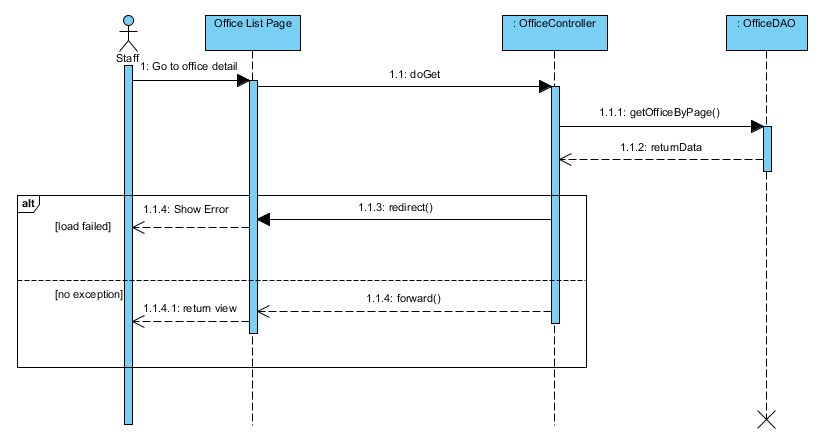 Office List Page
: OfficeController
: OfficeDAO
Staff
1: Go to office detail
1.1: doGet
1.1.1: getOfficeByPage()
1.1.2: returnData
alt
1.1.4: Show Error
1.1.3: redirect()
[load failed]
[no exception]
1.1.4: forward()
1.1.4.1: return view